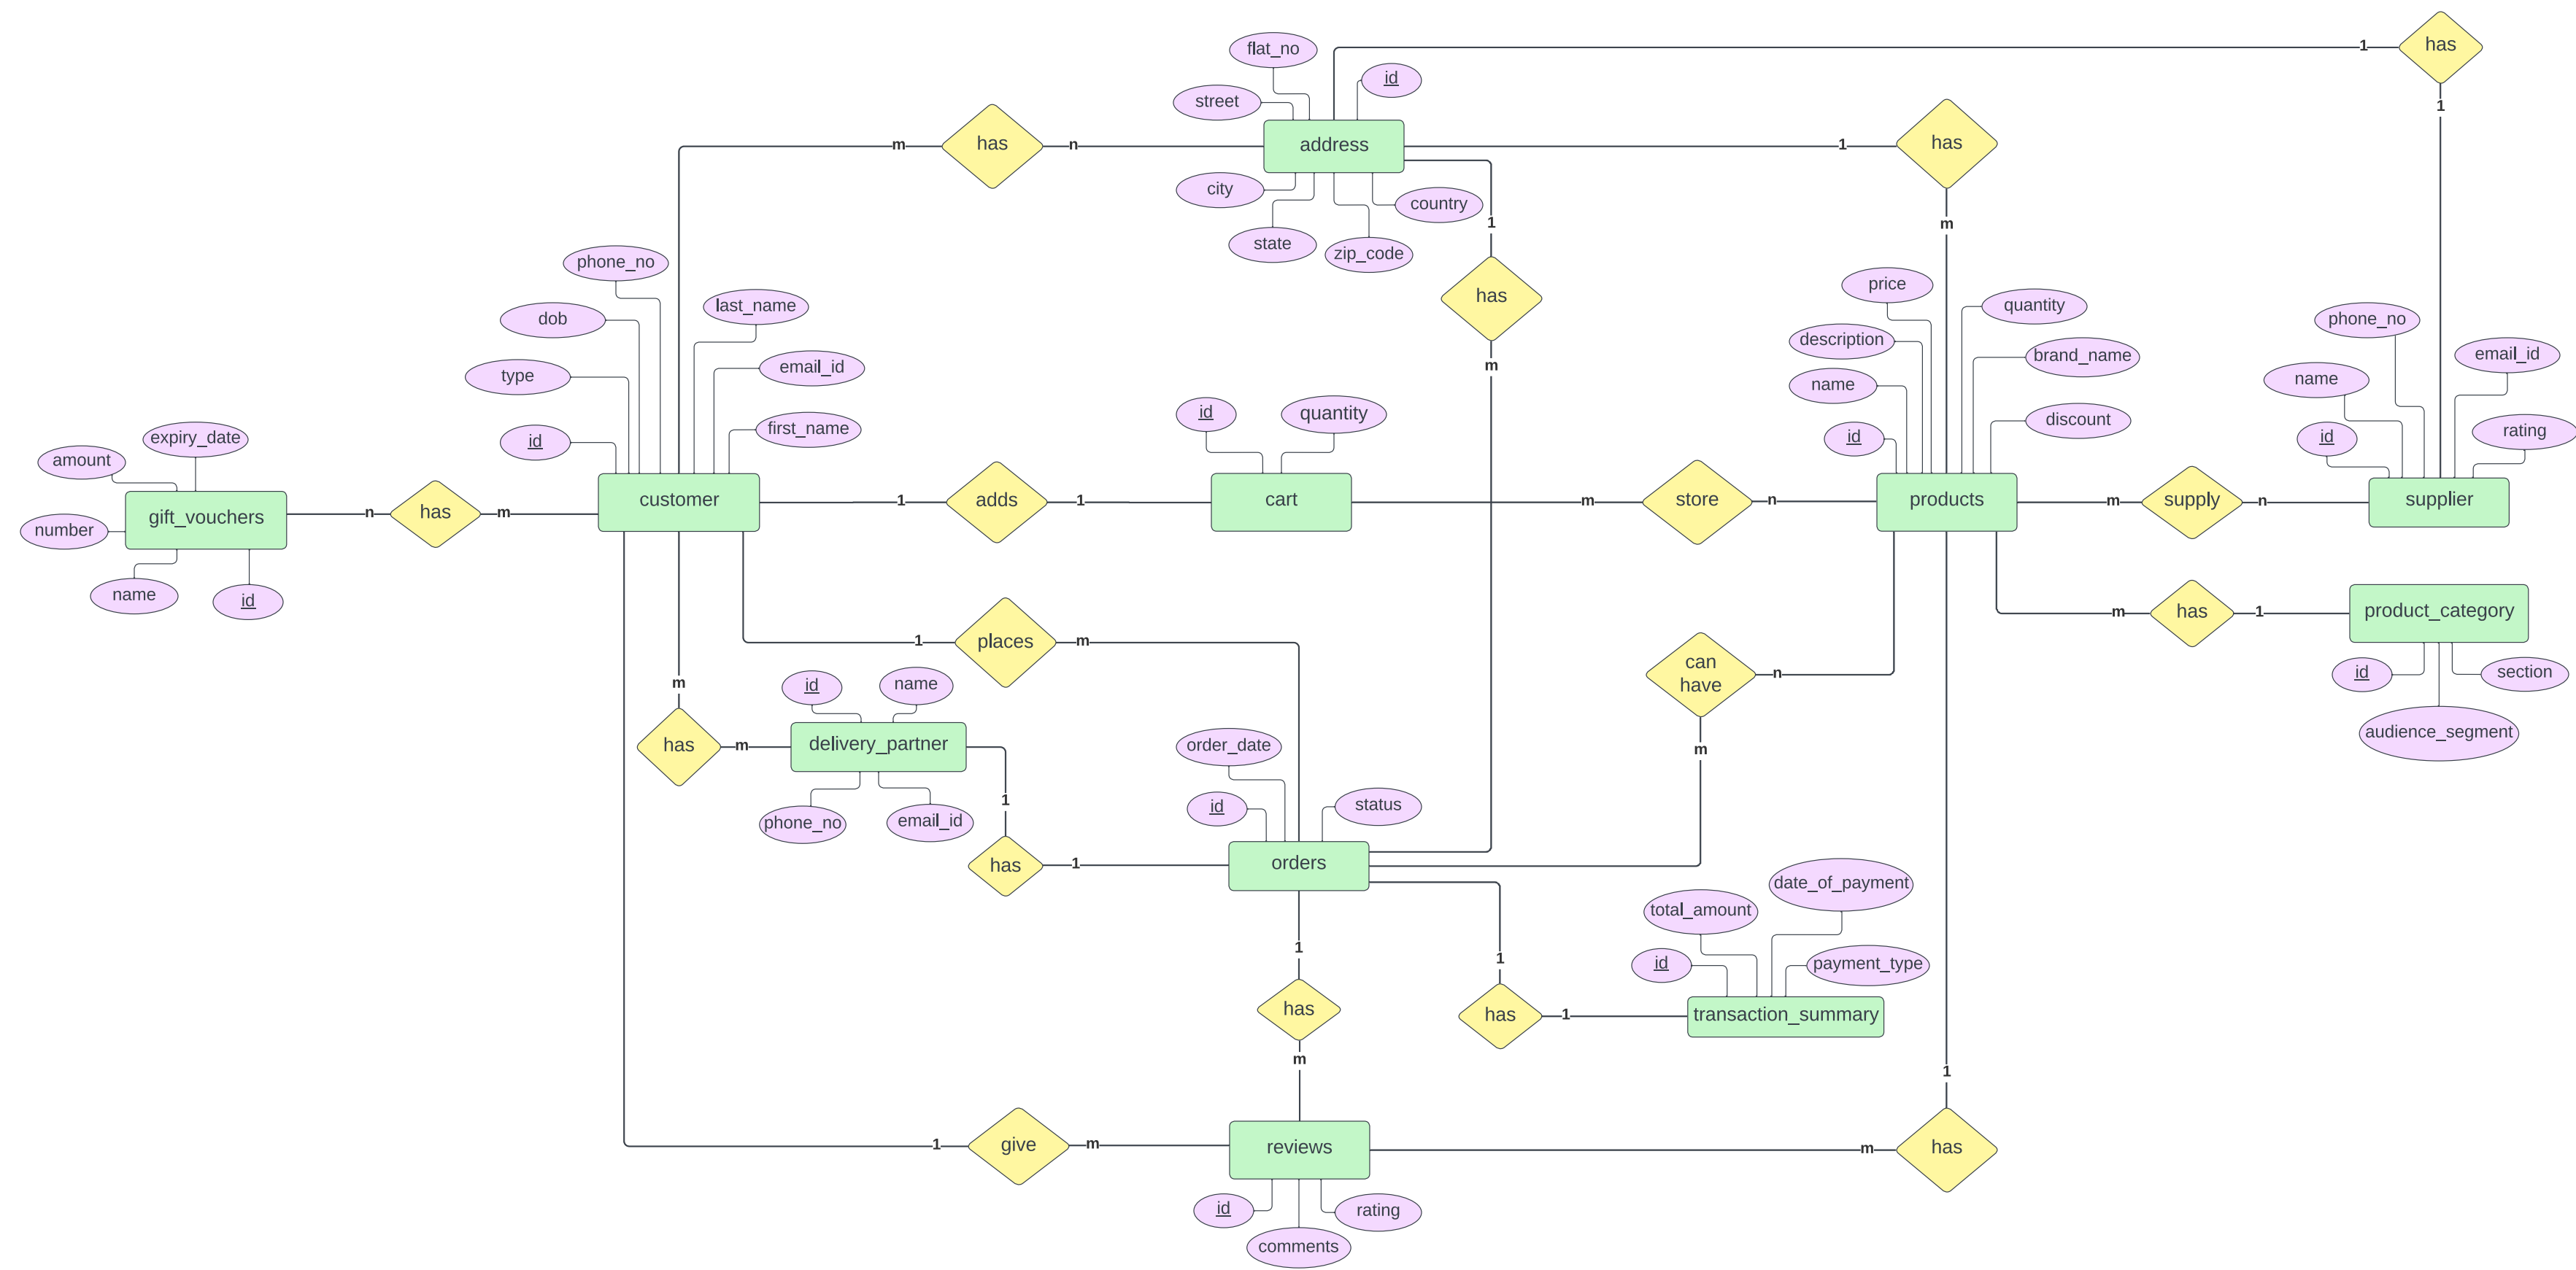 flat_no
id
street
1
has
1
has
m
n
address
1
has
m
city
country
state
zip_code
1
has
m
phone_no
last_name
dob
email_id
type
first_name
id
customer
price
quantity
description
brand_name
name
discount
id
products
phone_no
email_id
name
rating
id
supplier
expiry_date
amount
gift_vouchers
number
name
id
n
has
m
1
adds
1
id
quantity
cart
m
store
n
m
supply
n
m
has
1
product_category
id
section
audience_segment
1
places
m
can
have
n
m
m
has
m
id
name
delivery_partner
phone_no
email_id
1
has
1
order_date
id
status
orders
date_of_payment
total_amount
id
payment_type
transaction_summary
1
has
m
1
has
1
1
1
give
m
reviews
m
has
id
rating
comments